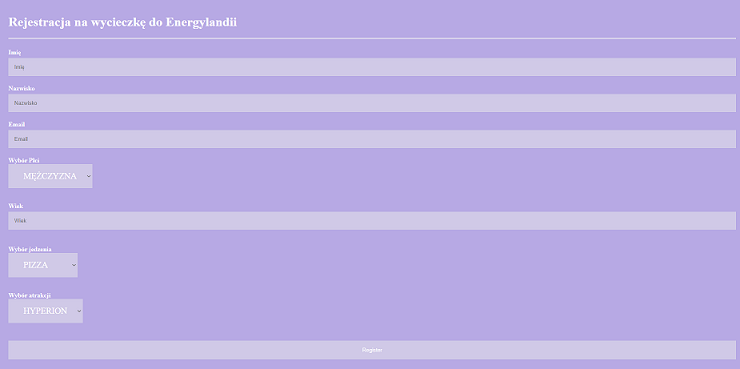 Rejestracja na wycieczkę do Energylandii
Imię
Imię
Nazwisko
Nazwisko
Email
Email
Wybór Płci
MĘŻCZYZNA
Wiek
Wiek
Wybór jedzenia
PIZZA
Wybór atrakcji
HYPERION
Register